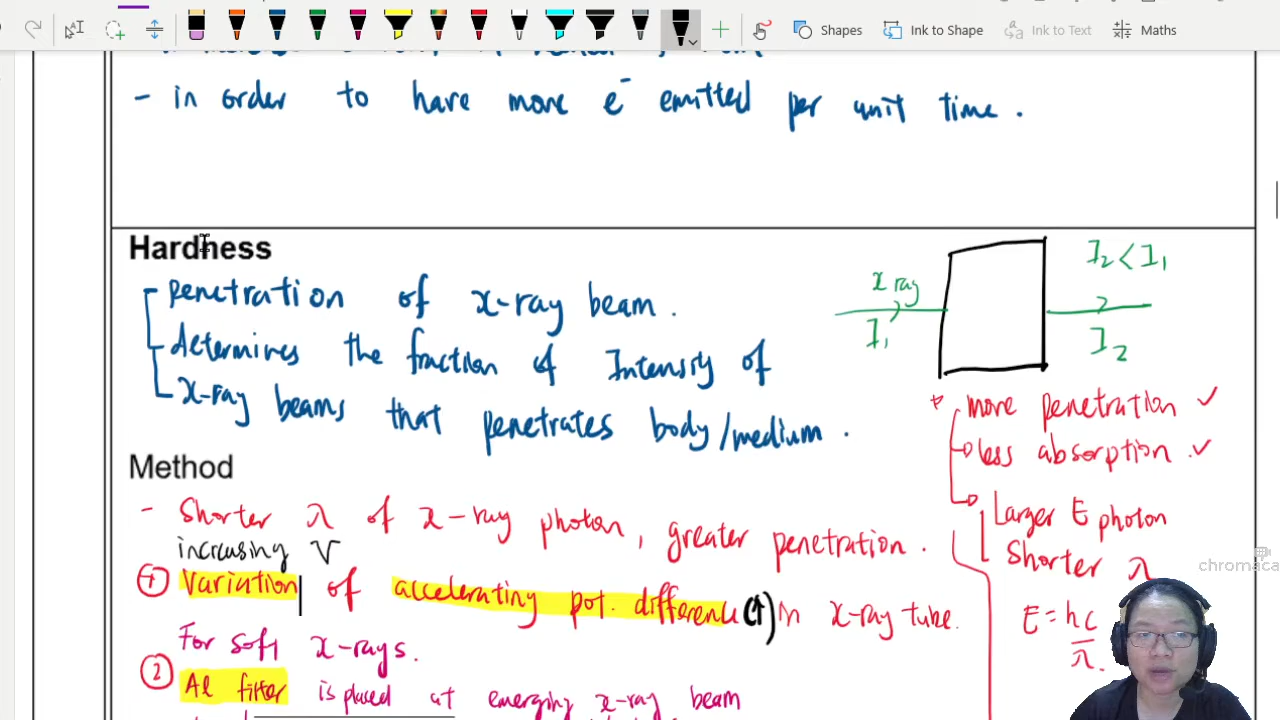 Shapes Ink to Shape Ink to Text Maths
- in order to have more e⁻ emitted per unit time.
Hardness
penetration of x-ray beam.
determines the fraction of Intensity of
x-ray beams that penetrates body/medium.
x ray
I₁
I₂ < I₁
I₂
* more penetration ✓
less absorption ✓
Larger E photon
Shorter λ
E = hc
λ.
Method
- Shorter λ of x-ray photon, greater penetration.
increasing V
① Variation of accelerating pot. difference (↑) in x-ray tube.
For soft x-rays.
② Al filter is placed at emerging x-ray beam
chromaca